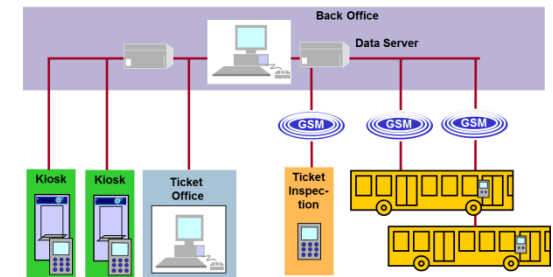 Back Office
Data Server
GSM
GSM
GSM
Kiosk
Kiosk
Ticket
Office
Ticket
Inspec-
tion